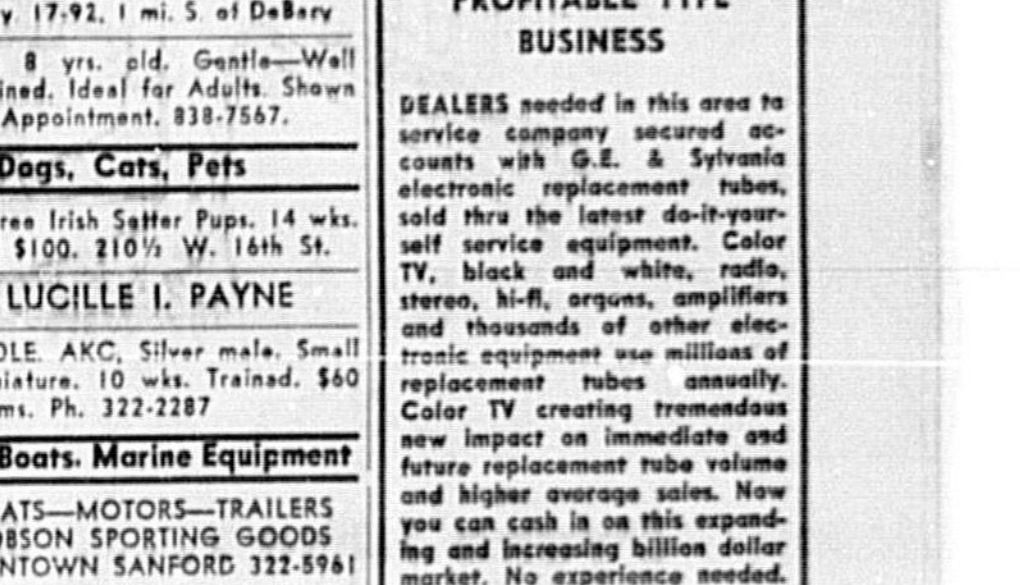 y. 17-92, 1 mi. S. of DeBary
8 yrs. old. Gentle—Well
ined. Ideal for Adults. Shown
Appointment. 838-7567.
Dogs, Cats, Pets
ree Irish Setter Pups. 14 wks.
$100. 210½ W. 16th St.
LUCILLE I. PAYNE
DLE. AKC, Silver male. Small
niature. 10 wks. Trained. $60
ms. Ph. 322-2287
Boats. Marine Equipment
ATS—MOTORS—TRAILERS
OBSON SPORTING GOODS
NTOWN SANFORD 322-5961
PROFITABLE TYPE
BUSINESS
DEALERS needed in this area to
service company secured ac-
counts with G.E. & Sylvania
electronic replacement tubes,
sold thru the latest do-it-your-
self service equipment. Color
TV, black and white, radio,
stereo, hi-fi, organs, amplifiers
and thousands of other elec-
tronic equipment use millions of
replacement tubes annually.
Color TV creating tremendous
new impact on immediate and
future replacement tube volume
and higher average sales. Now
you can cash in on this expand-
ing and increasing billion dollar
market. No experience needed.